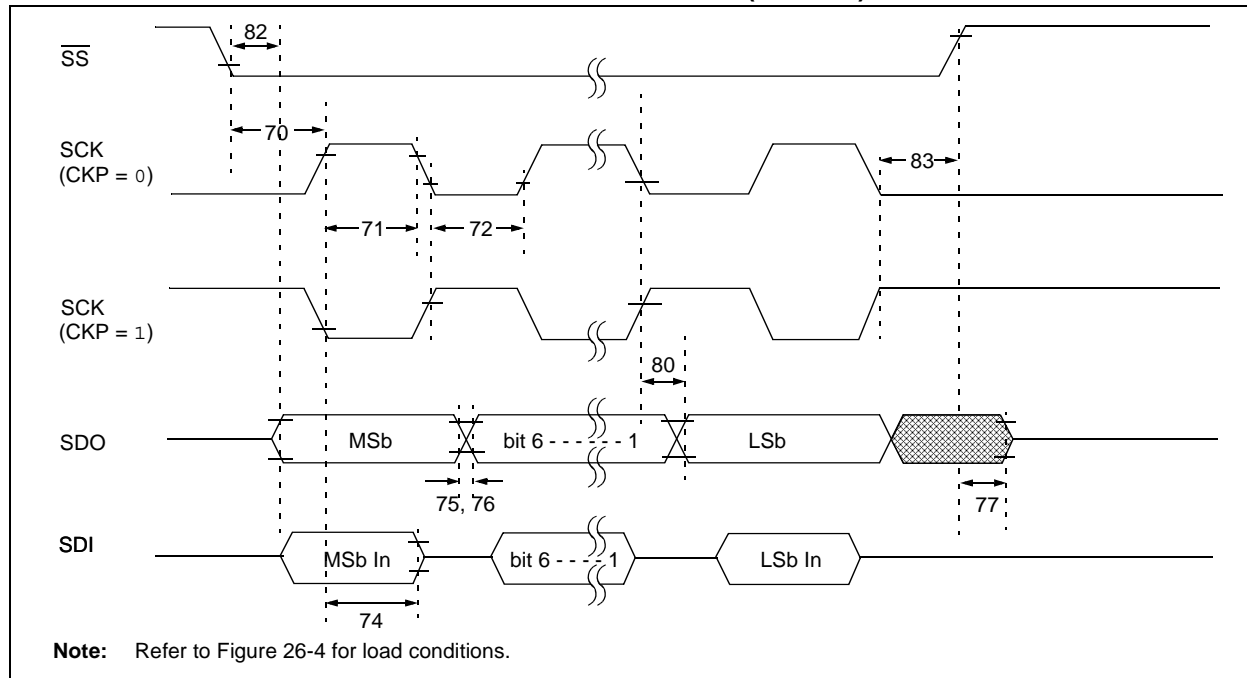 82
SS
70
SCK
(CKP = 0)
83
71
72
SCK
(CKP = 1)
80
SDO
MSb
bit 6 - - - - - - 1
LSb
75, 76
77
SDI
MSb In
bit 6 - - - - 1
LSb In
74
Note: Refer to Figure 26-4 for load conditions.